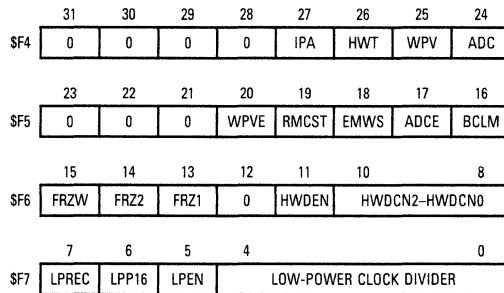 31 30 29 28 27 26 25 24
$F4 0 0 0 0 IPA HWT WPV ADC
23 22 21 20 19 18 17 16
$F5 0 0 0 WPVE RMCST EMWS ADCE BCLM
15 14 13 12 11 10 8
$F6 FRZW FRZ2 FRZ1 0 HWDEN HWDCN2–HWDCN0
7 6 5 4 0
$F7 LPREC LPP16 LPEN LOW-POWER CLOCK DIVIDER